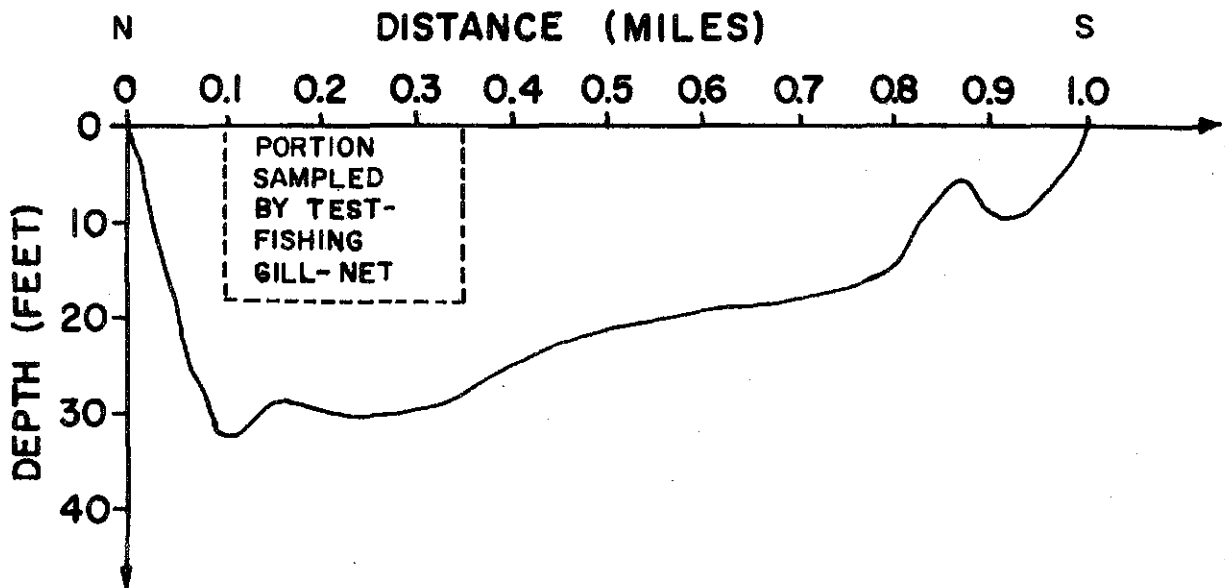 N DISTANCE (MILES) S
0 0.1 0.2 0.3 0.4 0.5 0.6 0.7 0.8 0.9 1.0
0
PORTION
SAMPLED
BY TEST-
FISHING
GILL-NET
10
20
30
40
DEPTH (FEET)